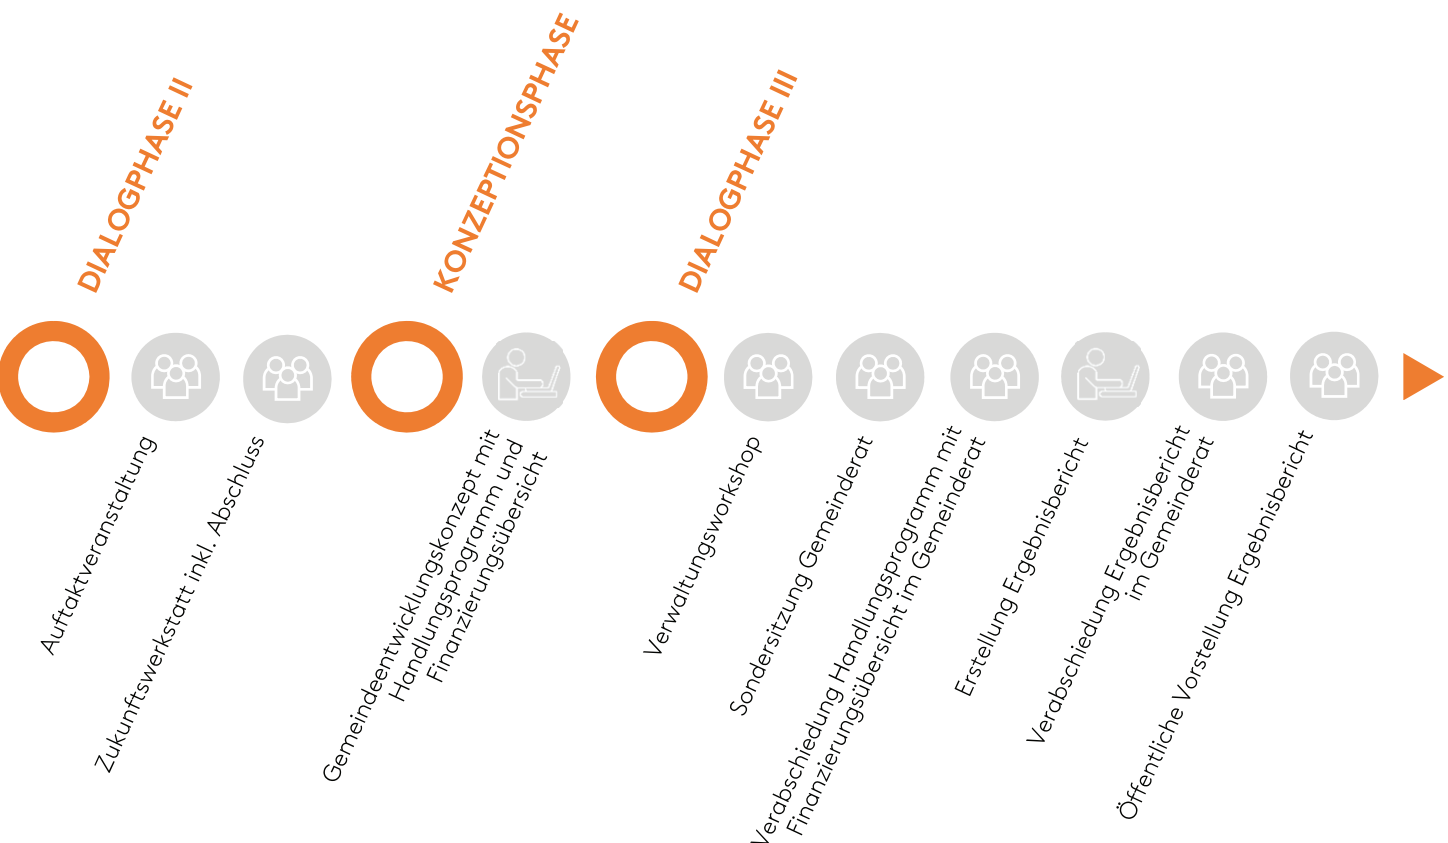 DIALOGPHASE II
Auftaktveranstaltung
Zukunftswerkstatt inkl. Abschluss
KONZEPTIONSPHASE
Gemeindeentwicklungskonzept mit
Handlungsprogramm und
Finanzierungsübersicht
DIALOGPHASE III
Verwaltungsworkshop
Sondersitzung Gemeinderat
Verabschiedung Handlungsprogramm mit
Finanzierungsübersicht im Gemeinderat
Erstellung Ergebnisbericht
Verabschiedung Ergebnisbericht
im Gemeinderat
Öffentliche Vorstellung Ergebnisbericht